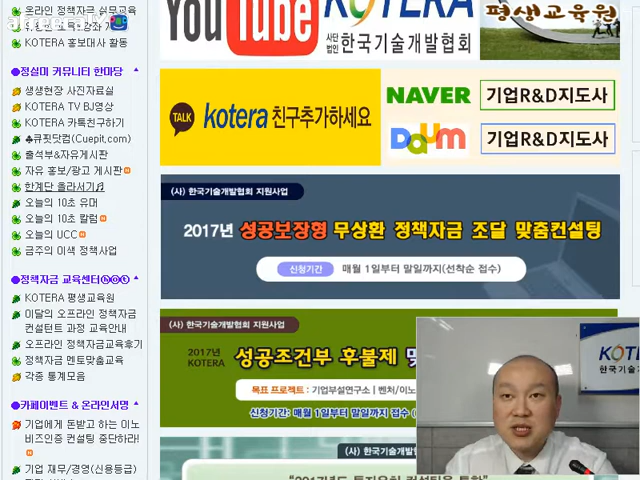 온라인 정책자금 실무교육
KOTERA 홍보대사 활동
정실미 커뮤니티 한마당
생생현장 사진자료실
KOTERA TV BJ영상
KOTERA 카톡친구하기
♣큐핏닷컴(Cuepit.com)
출석부&자유게시판
자유 홍보/광고 게시판
한계단 올라서기♬
오늘의 10초 유머
오늘의 10초 칼럼
오늘의 UCC
금주의 이색 정책사업
정책자금 교육센터
KOTERA 평생교육원
이달의 오프라인 정책자금
컨설턴트 과정 교육안내
오프라인 정책자금교육후기
정책자금 멘토맞춤교육
각종 통계모음
카페이벤트 & 온라인서명
기업에게 돈받고 하는 이노
비즈인증 컨설팅 중단하라!
기업 재무/경영(신용등급)
YouTube
KOTERA
사단
법인 한국기술개발협회
평생교육원
TALK
kotera 친구추가하세요
NAVER 기업R&D지도사
Daum 기업R&D지도사
(사) 한국기술개발협회 지원사업
2017년 성공보장형 무상환 정책자금 조달 맞춤컨설팅
신청기간 매월 1일부터 말일까지(선착순 접수)
(사) 한국기술개발협회 지원사업
2017년
KOTERA
성공조건부 후불제
목표 프로젝트 : 기업부설연구소 | 벤처/이노
신청기간: 매월 1일부터 말일까지
(사) 한국기술개발협회